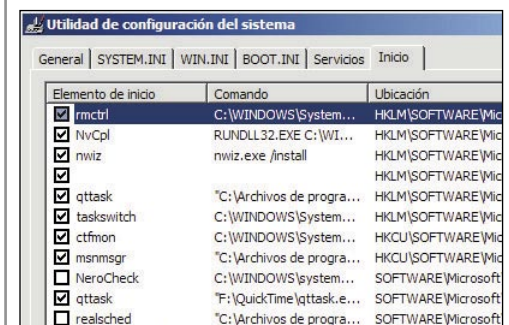 Utilidad de configuración del sistema
General SYSTEM.INI WIN.INI BOOT.INI Servicios Inicio
Elemento de inicio Comando Ubicación
rmctrl C:\WINDOWS\System... HKLM\SOFTWARE\Mic
NvCpl RUNDLL32.EXE C:\WI... HKLM\SOFTWARE\Mic
nwiz nwiz.exe /install HKLM\SOFTWARE\Mic
HKLM\SOFTWARE\Mic
qttask "C:\Archivos de progra... HKLM\SOFTWARE\Mic
taskswitch C:\WINDOWS\System... HKLM\SOFTWARE\Mic
ctfmon C:\WINDOWS\System... HKCU\SOFTWARE\Mic
msnmsgr "C:\Archivos de progra... HKCU\SOFTWARE\Mic
NeroCheck C:\WINDOWS\system... SOFTWARE\Microsoft
qttask "F:\QuickTime\qttask.e... SOFTWARE\Microsoft
realsched "C:\Archivos de progra... SOFTWARE\Microsoft